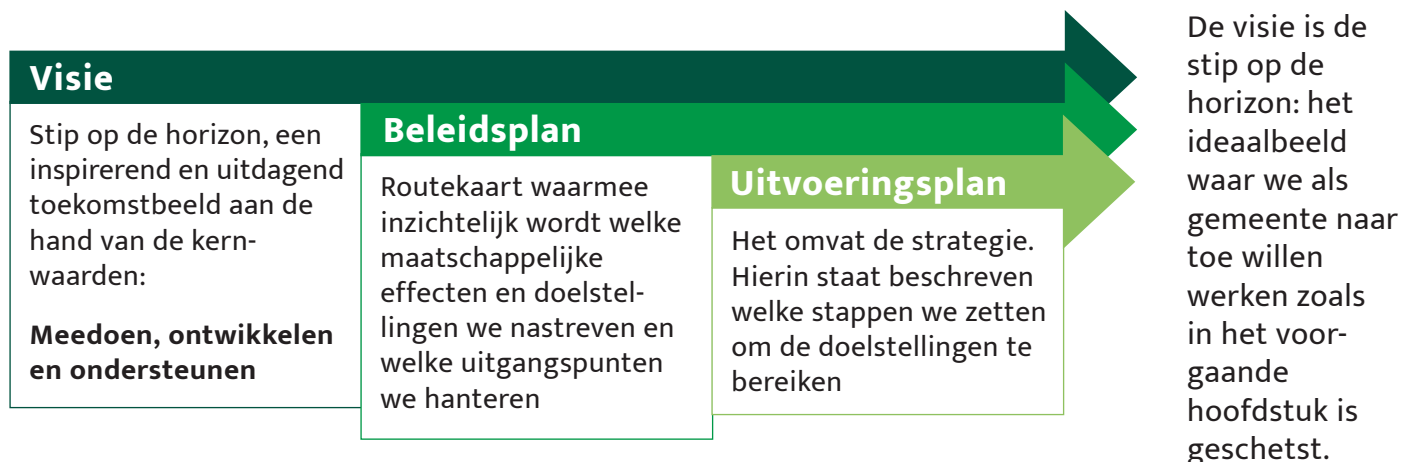 Visie
Stip op de horizon, een
inspirerend en uitdagend
toekomstbeeld aan de
hand van de kern-
waarden:
Meedoen, ontwikkelen
en ondersteunen
Beleidsplan
Routekaart waarmee
inzichtelijk wordt welke
maatschappelijke
effecten en doelstel-
lingen we nastreven en
welke uitgangspunten
we hanteren
Uitvoeringsplan
Het omvat de strategie.
Hierin staat beschreven
welke stappen we zetten
om de doelstellingen te
bereiken
De visie is de
stip op de
horizon: het
ideaalbeeld
waar we als
gemeente naar
toe willen
werken zoals
in het voor-
gaande
hoofdstuk is
geschetst.